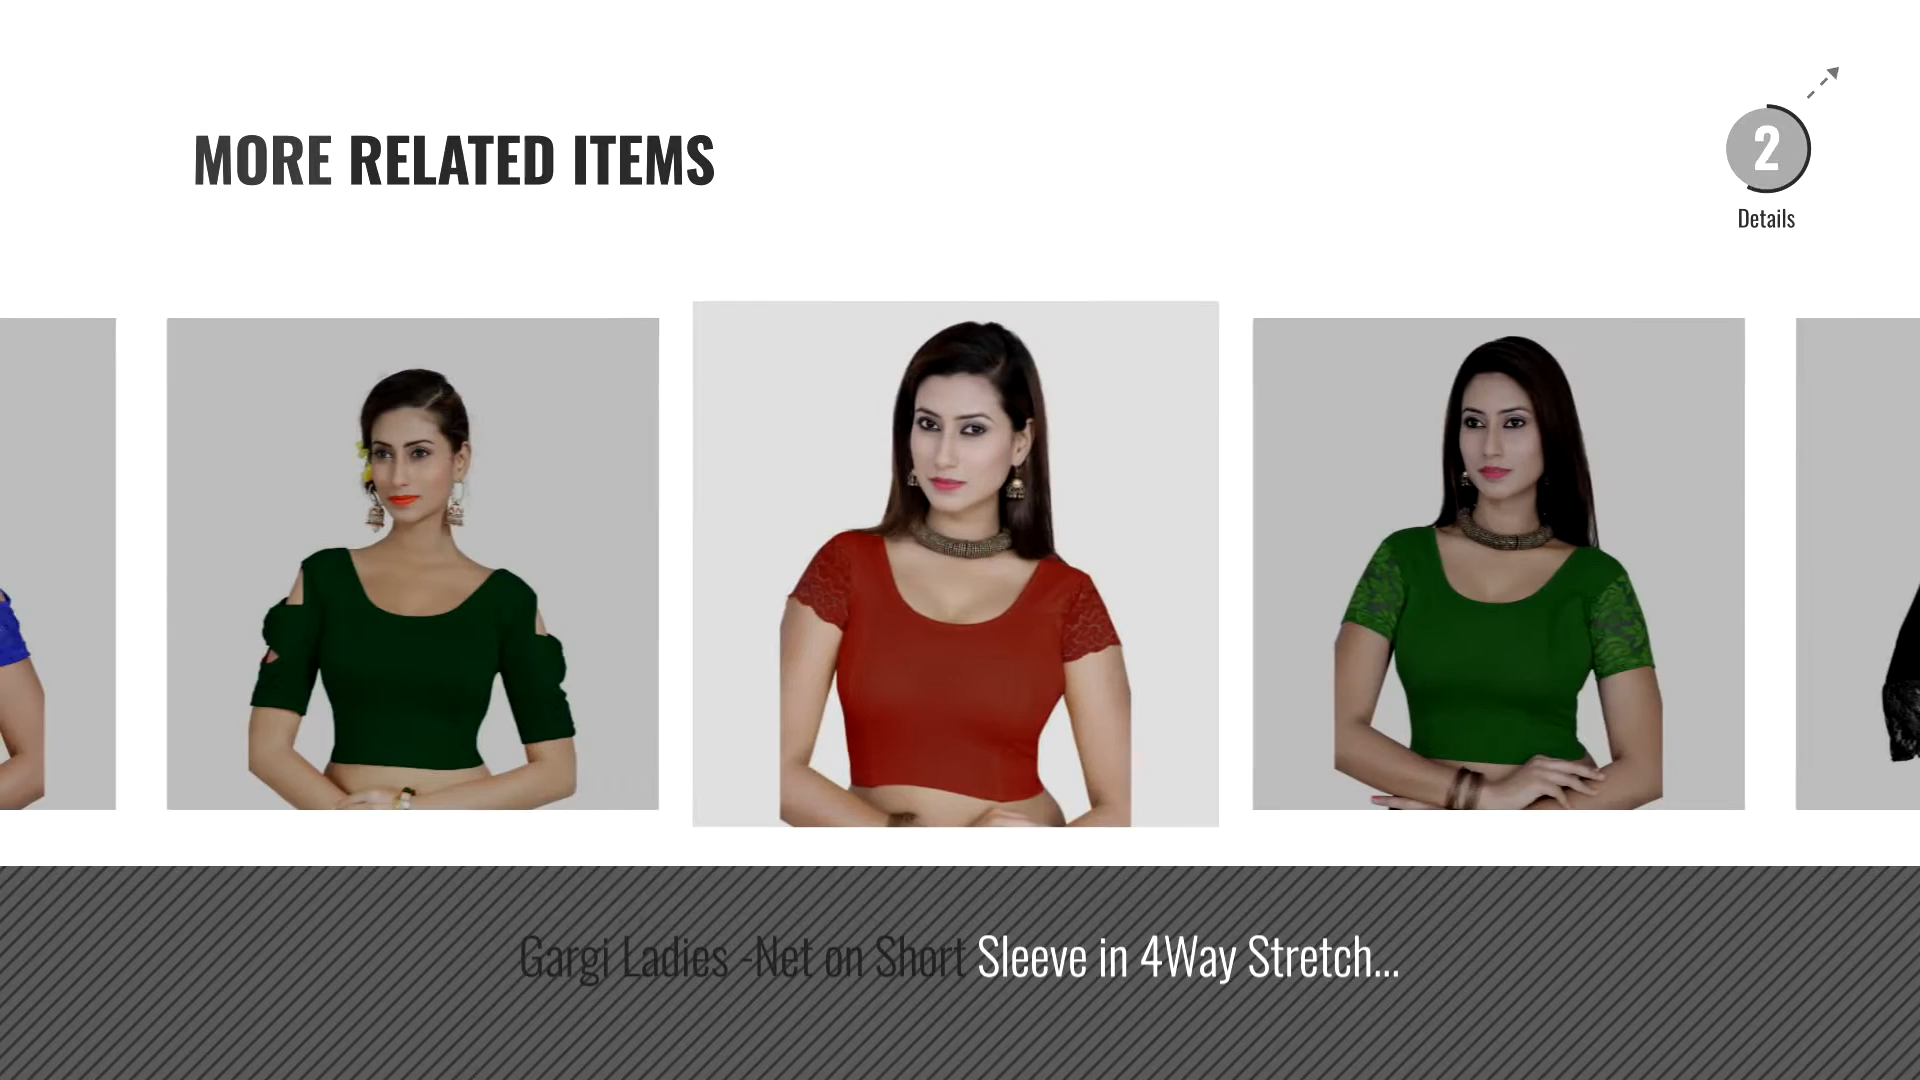 MORE RELATED ITEMS
2
Details
Gargi Ladies -Net on Short Sleeve in 4Way Stretch...